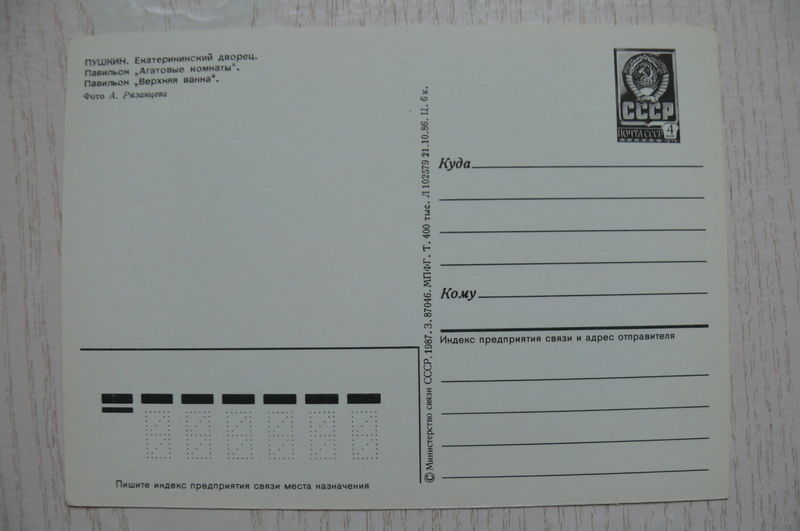 ПУШКИН. Екатерининский дворец.
Павильон „Агатовые комнаты".
Павильон „Верхняя ванна".
Фото А. Рязанцева
СССР
ПОЧТА СССР 4
Куда
Кому
Индекс предприятия связи и адрес отправителя
© Министерство связи СССР. 1987. З. 87046. МПФГ. Т. 400 тыс. Л 102579 21.10.86. Ц. 6 к.
Пишите индекс предприятия связи места назначения